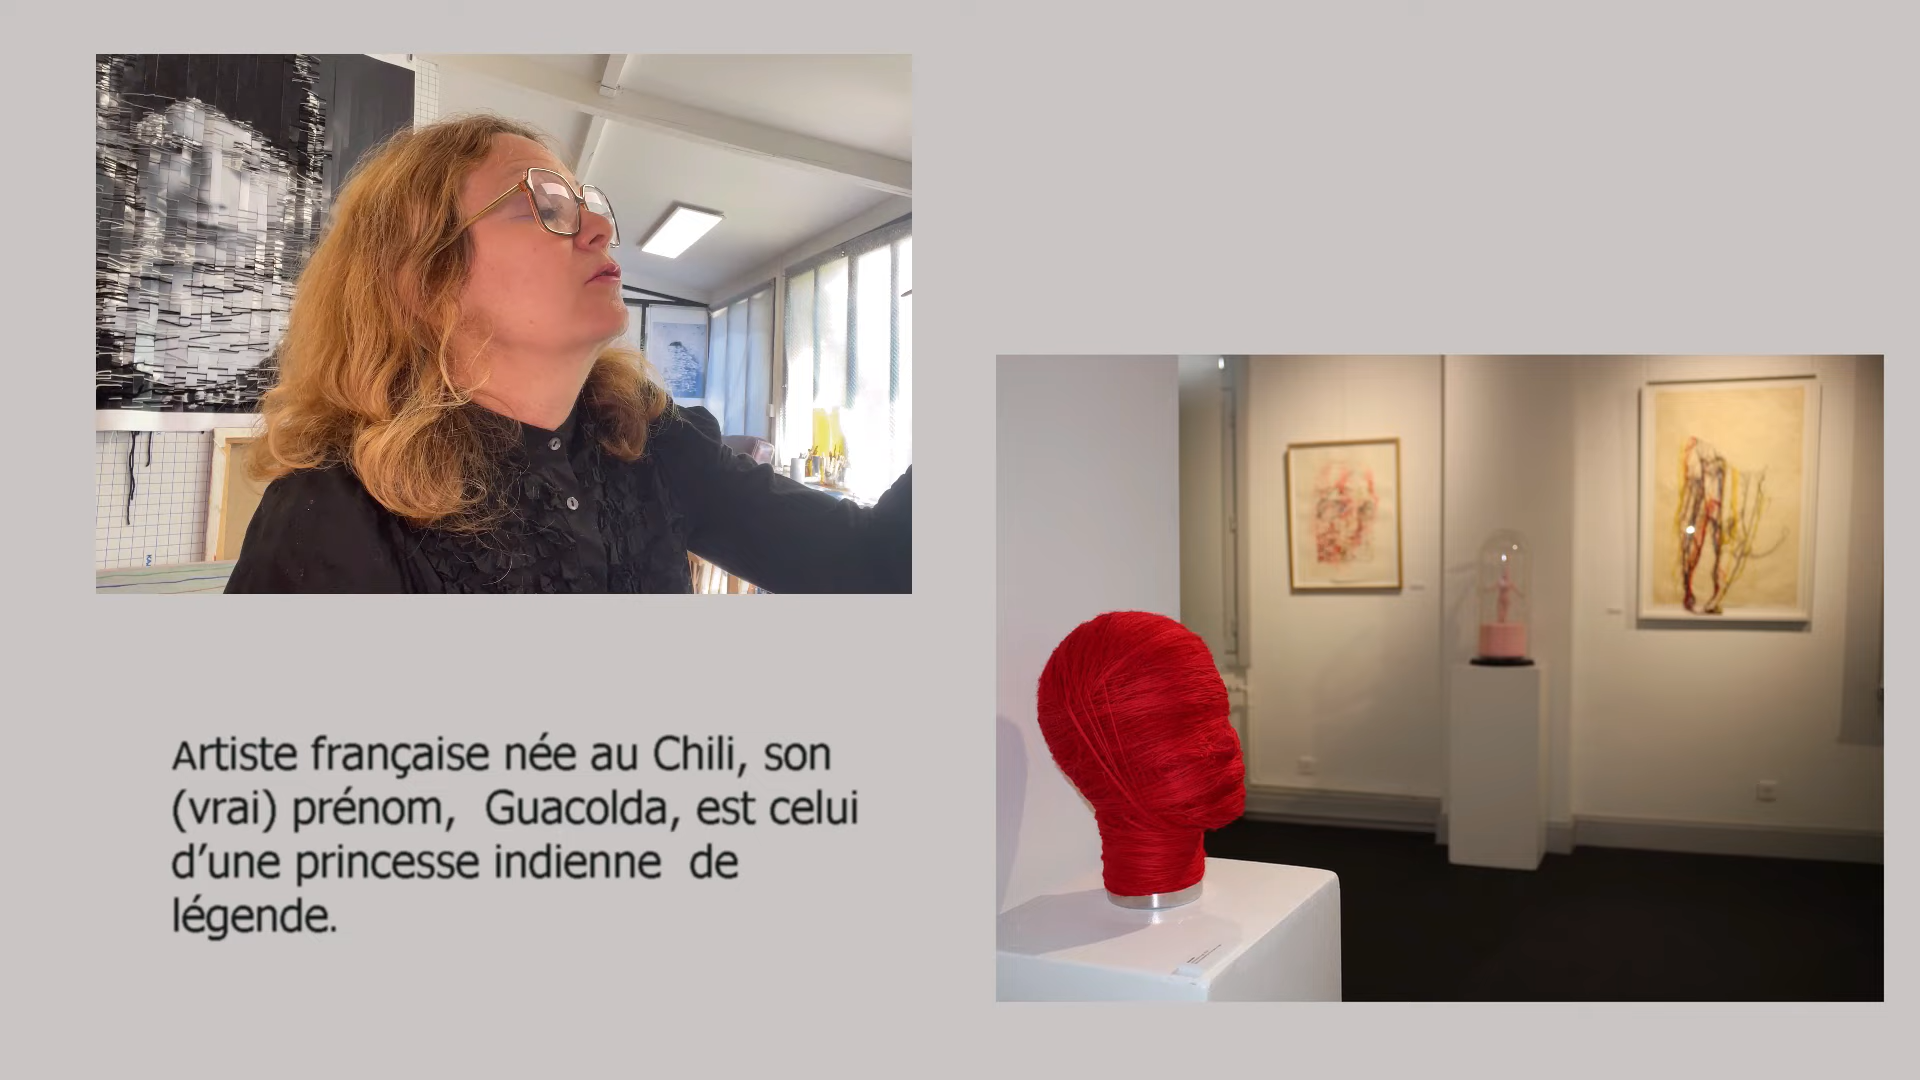 Artiste française née au Chili, son
(vrai) prénom,  Guacolda, est celui
d’une princesse indienne  de
légende.